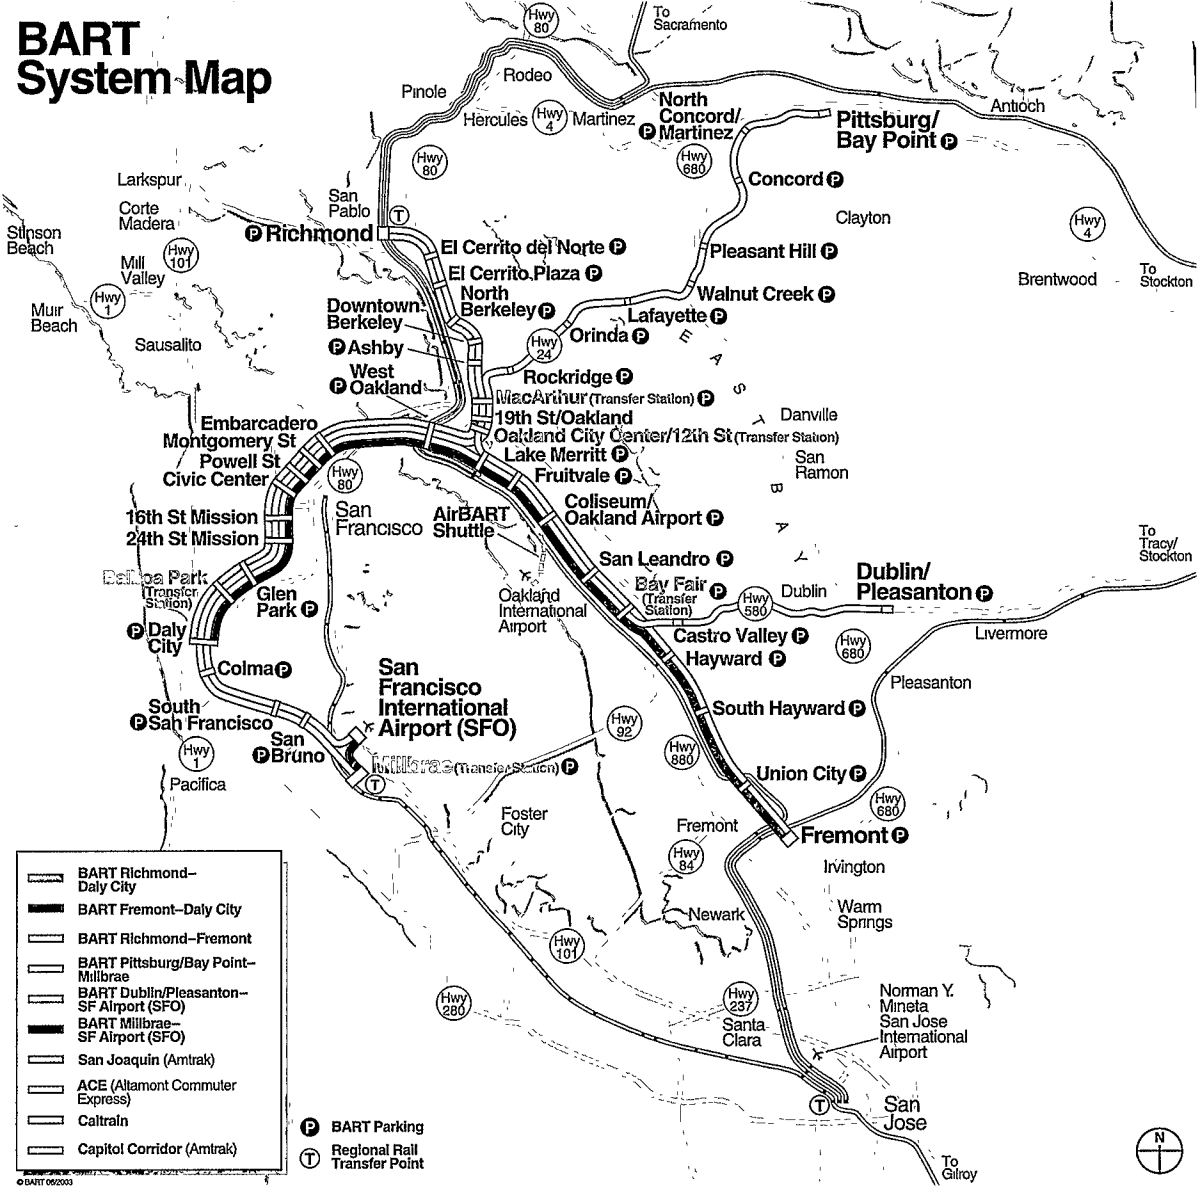 BART
System Map
Hwy
80
To
Sacramento
Rodeo
Pinole
Hercules
Hwy
4
Martinez
North
Concord/
Martinez
Antioch
Pittsburg/
Bay Point
Hwy
80
Hwy
680
Concord
Larkspur
San
Pablo
T
Corte
Madera
Clayton
Hwy
4
Stinson
Beach
Richmond
El Cerrito del Norte
Pleasant Hill
Hwy
101
Mill
Valley
El Cerrito Plaza
Brentwood
To
Stockton
Hwy
1
North
Berkeley
Walnut Creek
Muir
Beach
Downtown
Berkeley
Lafayette
Sausalito
Ashby
Hwy
24
Orinda
EAST BAY
West
Oakland
Rockridge
MacArthur (Transfer Station)
Embarcadero
19th St/Oakland
Danville
Montgomery St
Oakland City Center/12th St (Transfer Station)
Powell St
Lake Merritt
San
Ramon
Civic Center
Hwy
80
Fruitvale
16th St Mission
San
Francisco
AirBART
Shuttle
Coliseum/
Oakland Airport
24th St Mission
San Leandro
To
Tracy/
Stockton
Balboa Park
(Transfer
Station)
Glen
Park
Oakland
International
Airport
Bay Fair
(Transfer
Station)
Hwy
580
Dublin
Dublin/
Pleasanton
Daly
City
Castro Valley
Livermore
Colma
San
Francisco
International
Airport (SFO)
Hayward
Hwy
680
Pleasanton
South
San Francisco
Hwy
92
South Hayward
San
Bruno
Hwy
1
Millbrae (Transfer Station)
Hwy
880
Union City
Pacifica
T
Foster
City
Fremont
Hwy
680
Fremont
Hwy
84
Irvington
Newark
Warm
Springs
Hwy
101
Hwy
280
Hwy
237
Santa
Clara
Norman Y.
Mineta
San Jose
International
Airport
T
San
Jose
To
Gilroy
N
BART Richmond–
Daly City
BART Fremont–Daly City
BART Richmond–Fremont
BART Pittsburg/Bay Point–
Millbrae
BART Dublin/Pleasanton–
SF Airport (SFO)
BART Millbrae–
SF Airport (SFO)
San Joaquin (Amtrak)
ACE (Altamont Commuter
Express)
Caltrain
Capitol Corridor (Amtrak)
P BART Parking
T Regional Rail
Transfer Point
© BART 06/2003